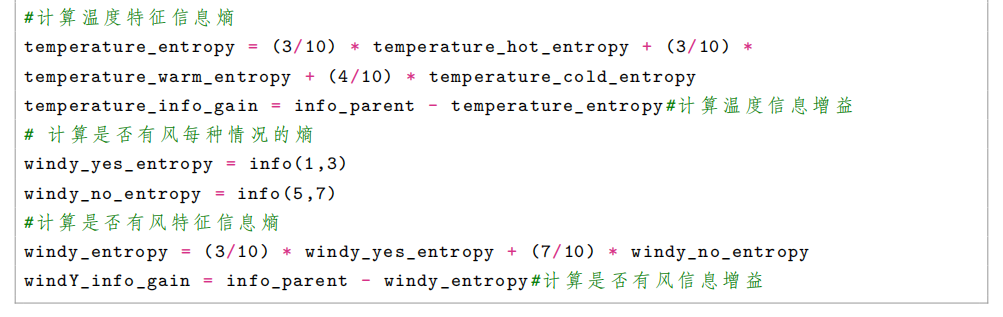 #计算温度特征信息熵
temperature_entropy = (3/10) * temperature_hot_entropy + (3/10) *
temperature_warm_entropy + (4/10) * temperature_cold_entropy
temperature_info_gain = info_parent - temperature_entropy#计算温度信息增益
# 计算是否有风每种情况的熵
windy_yes_entropy = info(1,3)
windy_no_entropy = info(5,7)
#计算是否有风特征信息熵
windy_entropy = (3/10) * windy_yes_entropy + (7/10) * windy_no_entropy
windY_info_gain = info_parent - windy_entropy#计算是否有风信息增益